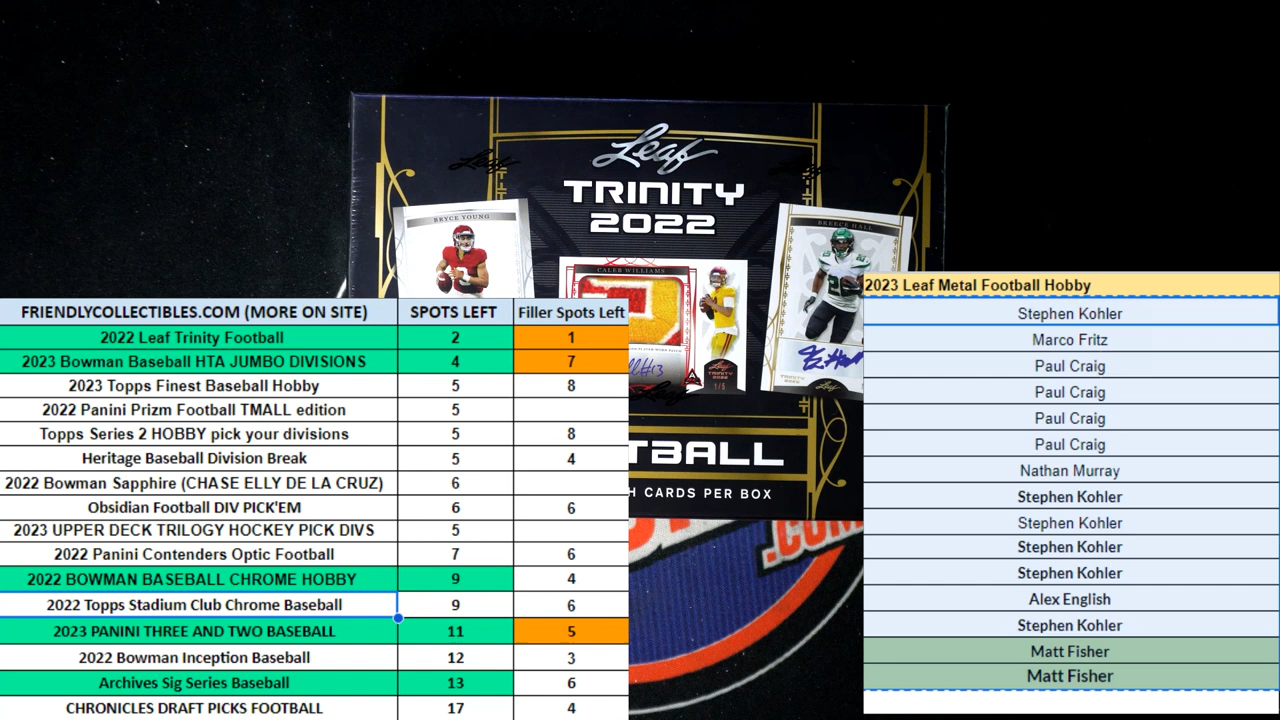 Leaf
TRINITY
2022
BRYCE YOUNG
CALEB WILLIAMS
BREECE HALL
TRINITY
2022
1/5
Leaf
TBALL
H CARDS PER BOX
.COM
FRIENDLYCOLLECTIBLES.COM (MORE ON SITE) SPOTS LEFT Filler Spots Left
2022 Leaf Trinity Football 2 1
2023 Bowman Baseball HTA JUMBO DIVISIONS 4 7
2023 Topps Finest Baseball Hobby 5 8
2022 Panini Prizm Football TMALL edition 5
Topps Series 2 HOBBY pick your divisions 5 8
Heritage Baseball Division Break 5 4
2022 Bowman Sapphire (CHASE ELLY DE LA CRUZ) 6
Obsidian Football DIV PICK'EM 6 6
2023 UPPER DECK TRILOGY HOCKEY PICK DIVS 5
2022 Panini Contenders Optic Football 7 6
2022 BOWMAN BASEBALL CHROME HOBBY 9 4
2022 Topps Stadium Club Chrome Baseball 9 6
2023 PANINI THREE AND TWO BASEBALL 11 5
2022 Bowman Inception Baseball 12 3
Archives Sig Series Baseball 13 6
CHRONICLES DRAFT PICKS FOOTBALL 17 4
2023 Leaf Metal Football Hobby
Stephen Kohler
Marco Fritz
Paul Craig
Paul Craig
Paul Craig
Paul Craig
Nathan Murray
Stephen Kohler
Stephen Kohler
Stephen Kohler
Stephen Kohler
Alex English
Stephen Kohler
Matt Fisher
Matt Fisher